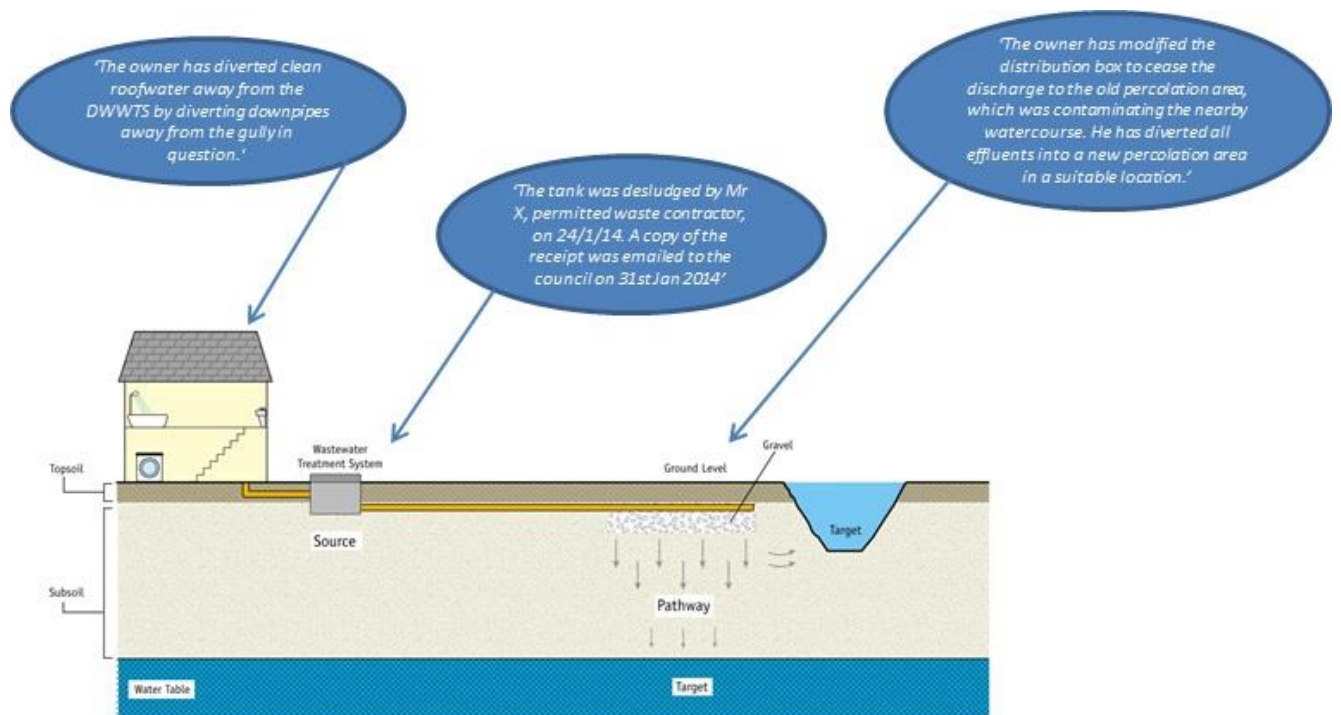 ‘The owner has diverted clean
roofwater away from the
DWWTS by diverting downpipes
away from the gully in
question.‘
‘The tank was desludged by Mr
X, permitted waste contractor,
on 24/1/14. A copy of the
receipt was emailed to the
council on 31st Jan 2014’
‘The owner has modified the
distribution box to cease the
discharge to the old percolation area,
which was contaminating the nearby
watercourse. He has diverted all
effluents into a new percolation area
in a suitable location.’
Wastewater
Treatment System
Gravel
Ground Level
Topsoil
Target
Source
Subsoil
Pathway
Water Table
Target